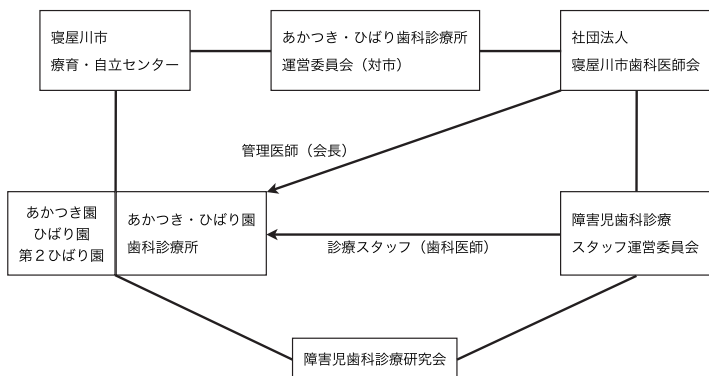 寝屋川市
療育・自立センター
あかつき・ひばり歯科診療所
運営委員会（対市）
社団法人
寝屋川市歯科医師会
管理医師（会長）
あかつき園
ひばり園
第２ひばり園
あかつき・ひばり園
歯科診療所
診療スタッフ（歯科医師）
障害児歯科診療
スタッフ運営委員会
障害児歯科診療研究会